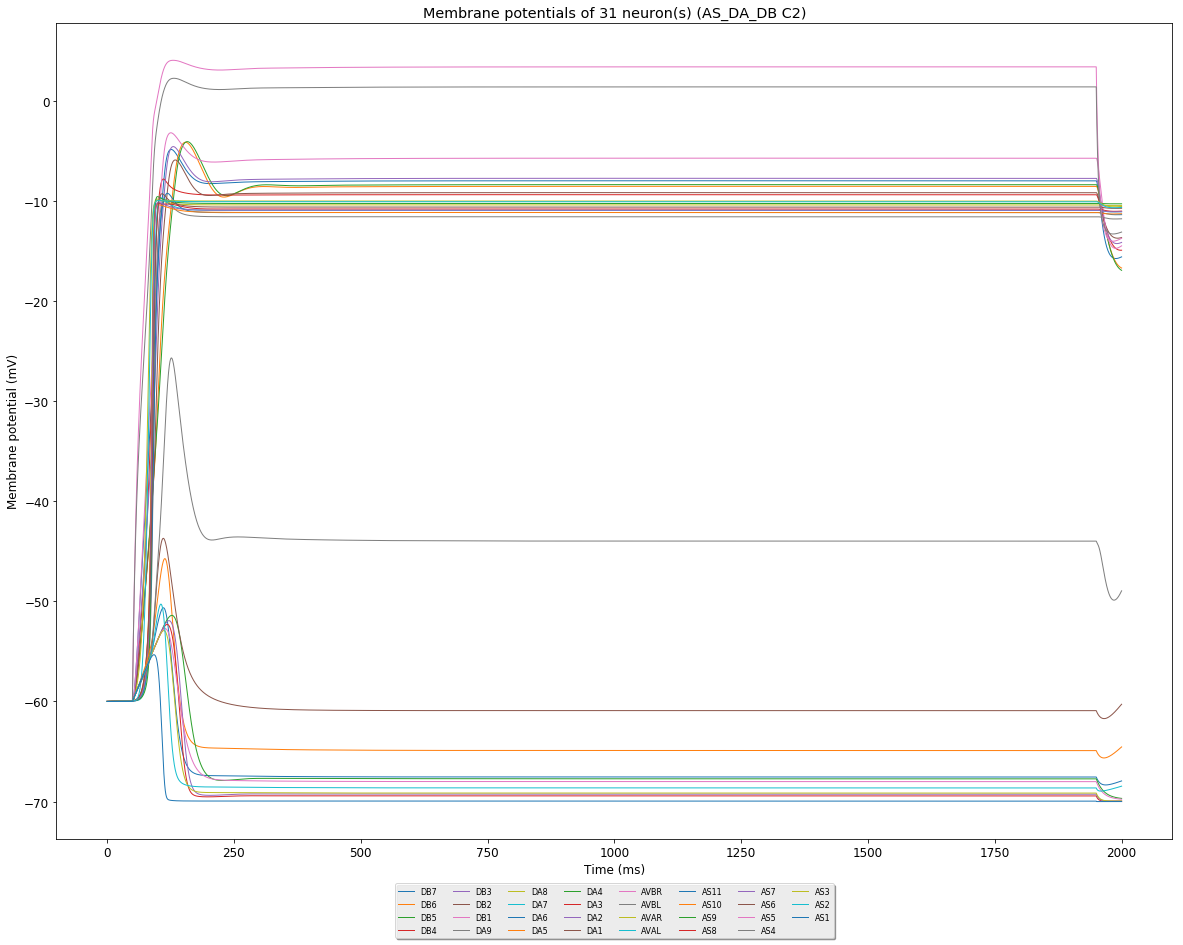 Membrane potentials of 31 neuron(s) (AS_DA_DB C2)
0
−10
−20
−30
−40
−50
−60
−70
Membrane potential (mV)
0 250 500 750 1000 1250 1500 1750 2000
Time (ms)
DB7 DB3 DA8 DA4 AVBR AS11 AS7 AS3
DB6 DB2 DA7 DA3 AVBL AS10 AS6 AS2
DB5 DB1 DA6 DA2 AVAR AS9 AS5 AS1
DB4 DA9 DA5 DA1 AVAL AS8 AS4